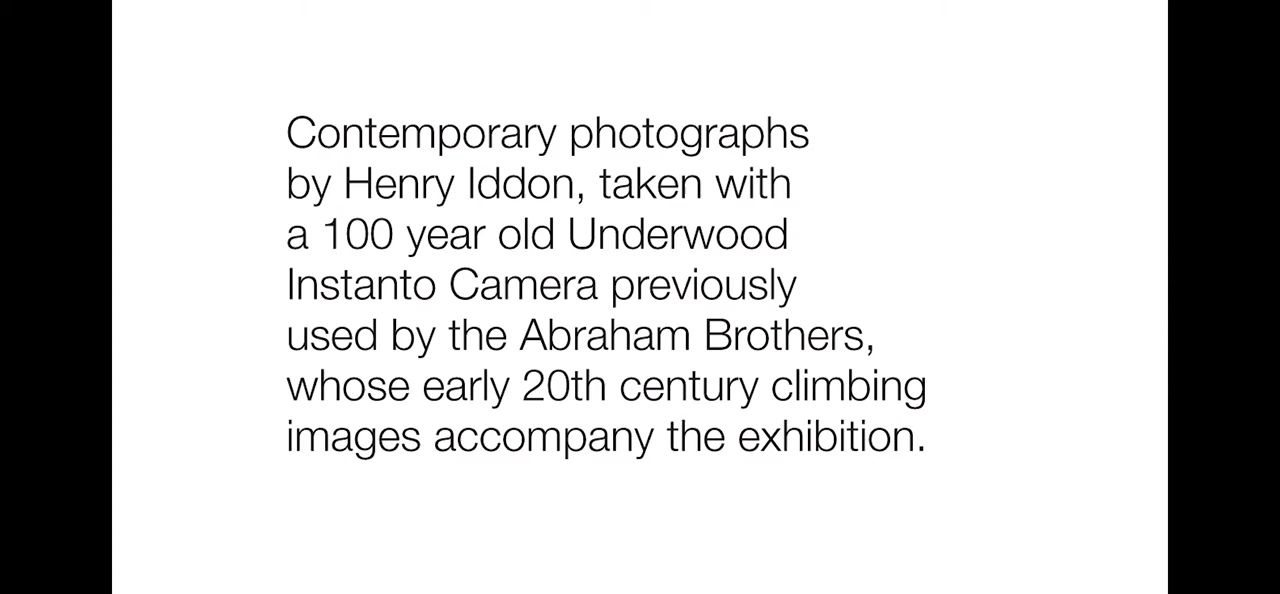 Contemporary photographs
by Henry Iddon, taken with
a 100 year old Underwood
Instanto Camera previously
used by the Abraham Brothers,
whose early 20th century climbing
images accompany the exhibition.